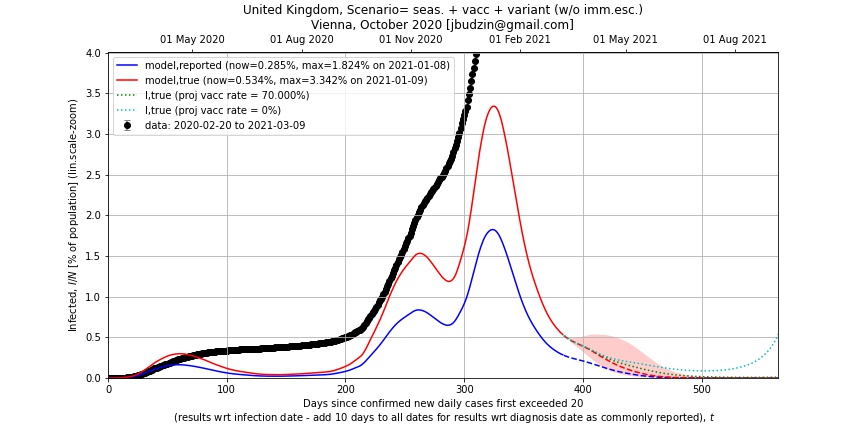 United Kingdom, Scenario= seas. + vacc + variant (w/o imm.esc.)
Vienna, October 2020 [jbudzin@gmail.com]
01 May 2020 01 Aug 2020 01 Nov 2020 01 Feb 2021 01 May 2021 01 Aug 2021
model,reported (now=0.285%, max=1.824% on 2021-01-08)
model,true (now=0.534%, max=3.342% on 2021-01-09)
I,true (proj vacc rate = 70.000%)
I,true (proj vacc rate = 0%)
data: 2020-02-20 to 2021-03-09
Infected, I/N [% of population] (lin.scale-zoom)
4.0
3.5
3.0
2.5
2.0
1.5
1.0
0.5
0.0
0 100 200 300 400 500
Days since confirmed new daily cases first exceeded 20
(results wrt infection date - add 10 days to all dates for results wrt diagnosis date as commonly reported), t